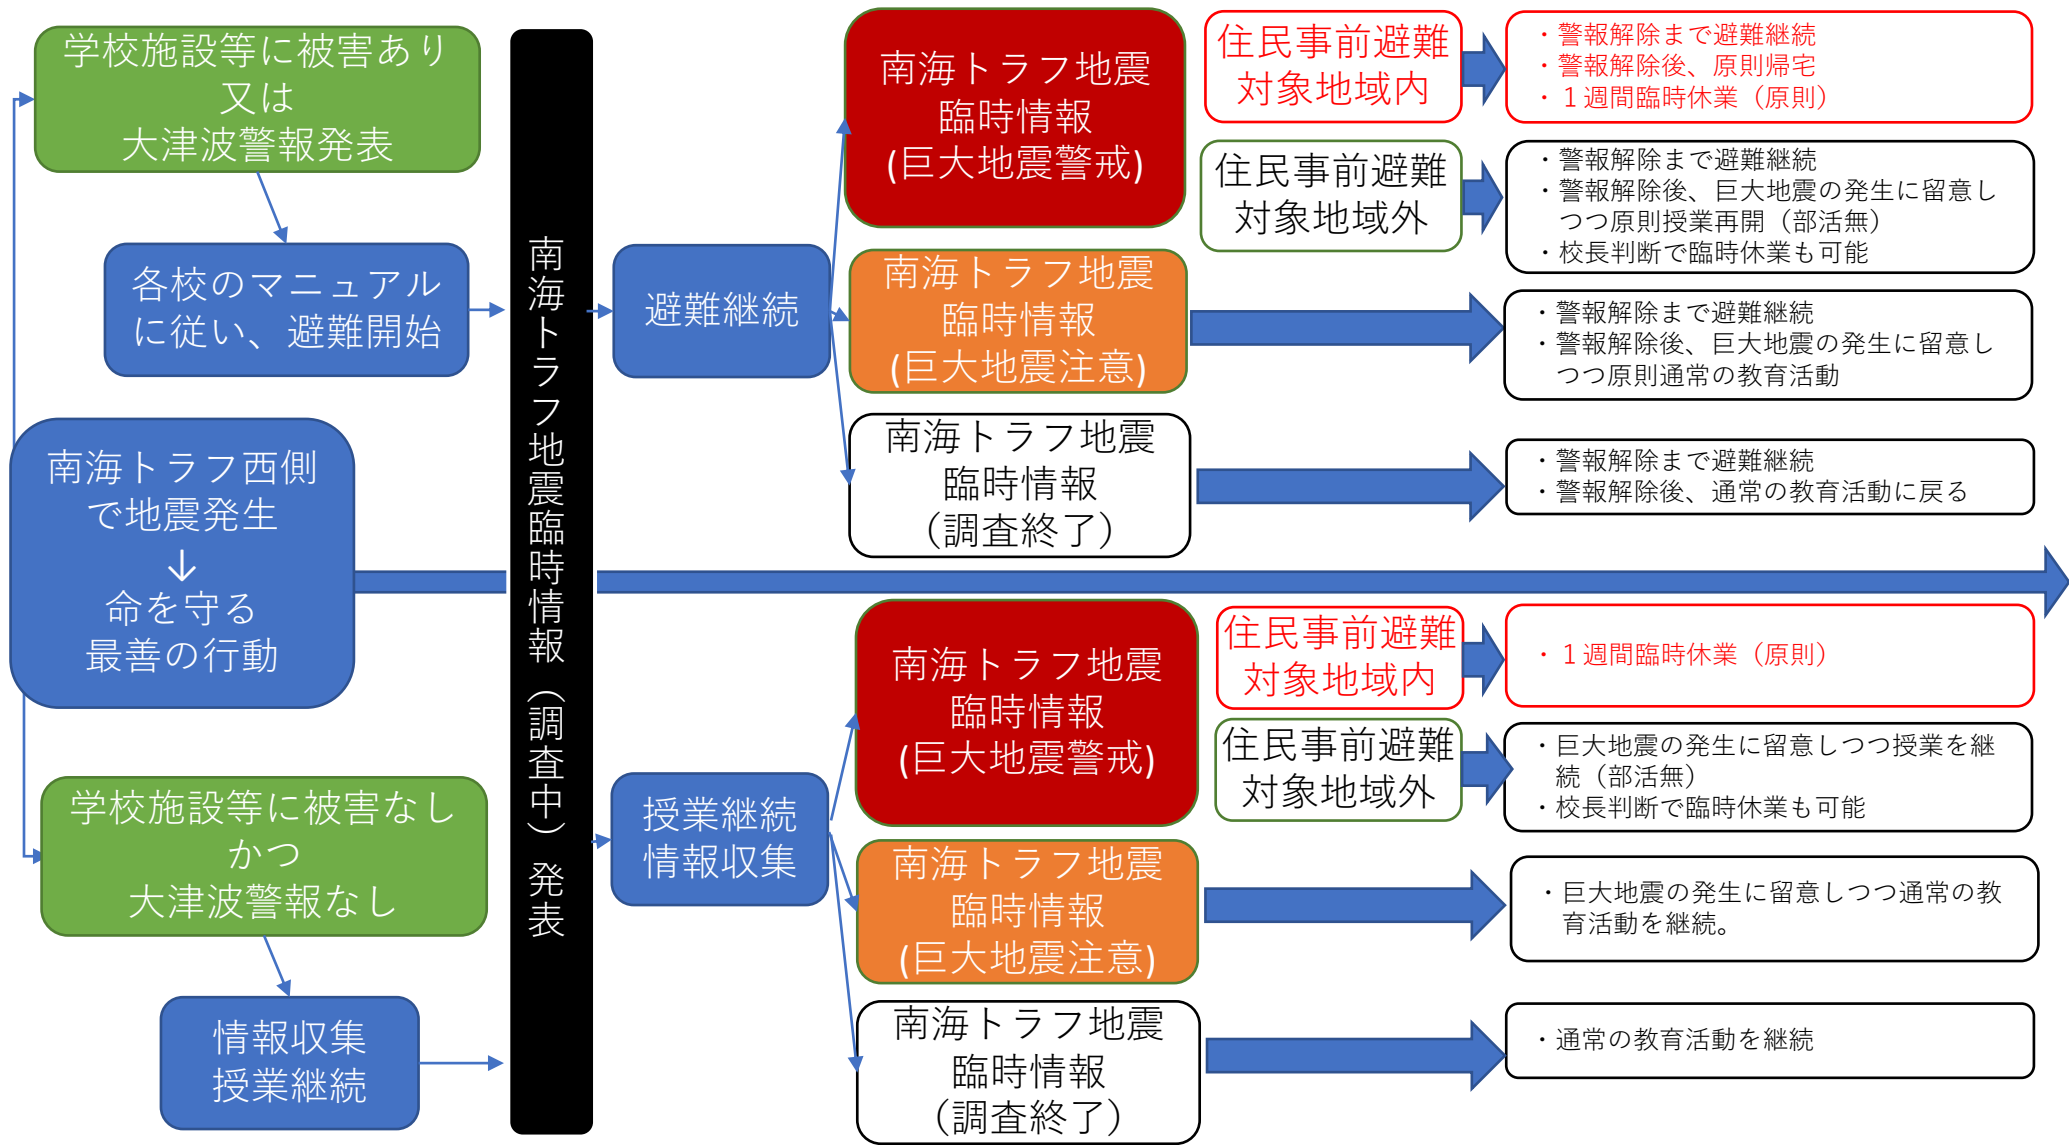 学校施設等に被害あり
又は
大津波警報発表
各校のマニュアル
に従い、避難開始
南海トラフ西側
で地震発生
↓
命を守る
最善の行動
学校施設等に被害なし
かつ
大津波警報なし
情報収集
授業継続
南海トラフ地震臨時情報（調査中）発表
避難継続
南海トラフ地震
臨時情報
(巨大地震警戒)
住民事前避難
対象地域内
・警報解除まで避難継続
・警報解除後、原則帰宅
・１週間臨時休業（原則）
住民事前避難
対象地域外
・警報解除まで避難継続
・警報解除後、巨大地震の発生に留意し
つつ原則授業再開（部活無）
・校長判断で臨時休業も可能
南海トラフ地震
臨時情報
(巨大地震注意)
・警報解除まで避難継続
・警報解除後、巨大地震の発生に留意し
つつ原則通常の教育活動
南海トラフ地震
臨時情報
（調査終了）
・警報解除まで避難継続
・警報解除後、通常の教育活動に戻る
授業継続
情報収集
南海トラフ地震
臨時情報
(巨大地震警戒)
住民事前避難
対象地域内
・１週間臨時休業（原則）
住民事前避難
対象地域外
・巨大地震の発生に留意しつつ授業を継
続（部活無）
・校長判断で臨時休業も可能
南海トラフ地震
臨時情報
(巨大地震注意)
・巨大地震の発生に留意しつつ通常の教
育活動を継続。
南海トラフ地震
臨時情報
（調査終了）
・通常の教育活動を継続